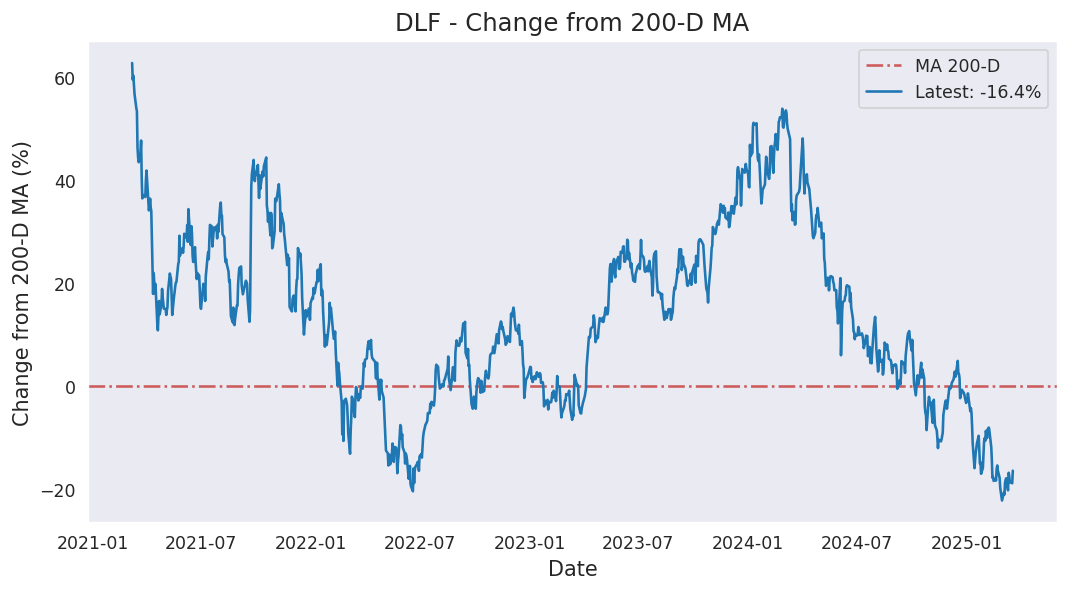 DLF - Change from 200-D MA
MA 200-D
Latest: -16.4%
Change from 200-D MA (%)
60
40
20
0
−20
2021-01 2021-07 2022-01 2022-07 2023-01 2023-07 2024-01 2024-07 2025-01
Date